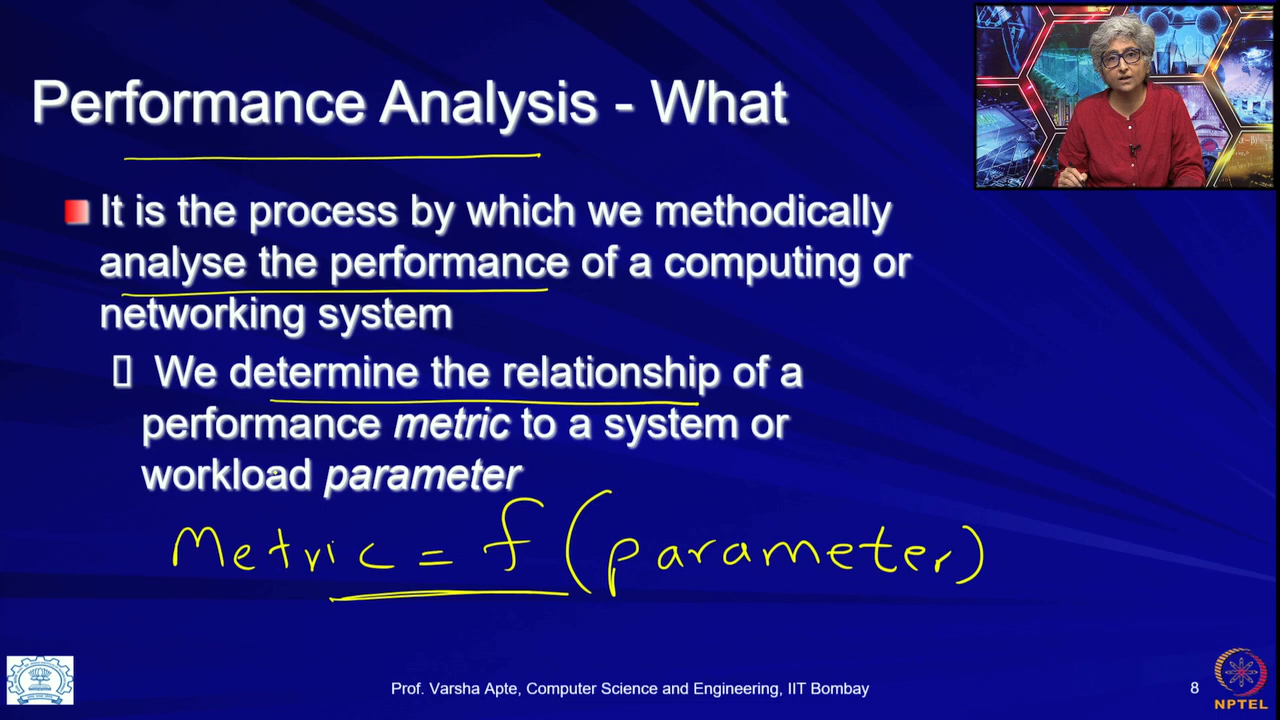 Performance Analysis - What
It is the process by which we methodically
analyse the performance of a computing or
networking system
We determine the relationship of a
performance metric to a system or
workload parameter
Metric = f (parameter)
Prof. Varsha Apte, Computer Science and Engineering, IIT Bombay
8
NPTEL